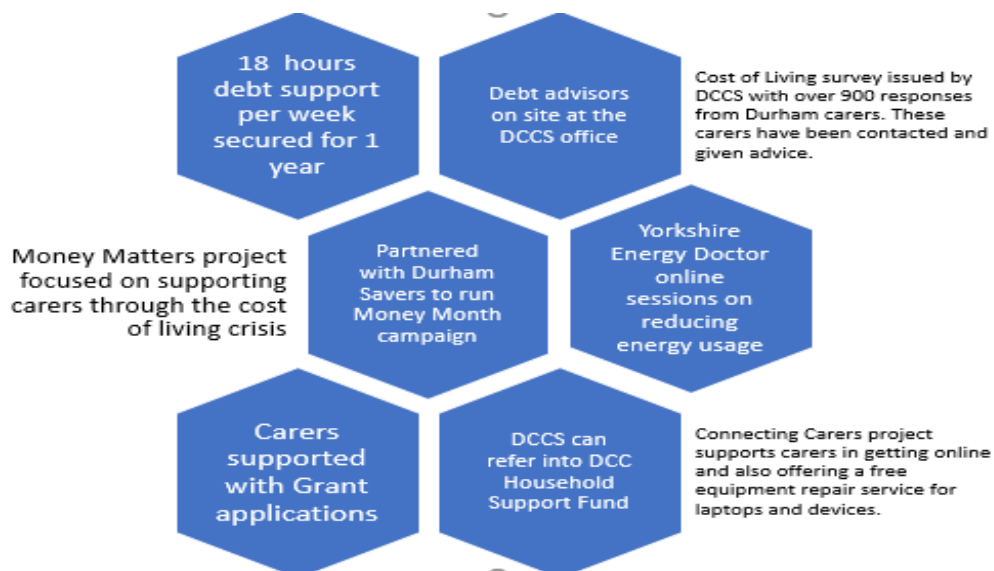 18 hours
debt support
per week
secured for 1
year
Debt advisors
on site at the
DCCS office
Cost of Living survey issued by
DCCS with over 900 responses
from Durham carers. These
carers have been contacted and
given advice.
Money Matters project
focused on supporting
carers through the cost
of living crisis
Partnered
with Durham
Savers to run
Money Month
campaign
Yorkshire
Energy Doctor
online
sessions on
reducing
energy usage
Carers
supported
with Grant
applications
DCCS can
refer into DCC
Household
Support Fund
Connecting Carers project
supports carers in getting online
and also offering a free
equipment repair service for
laptops and devices.